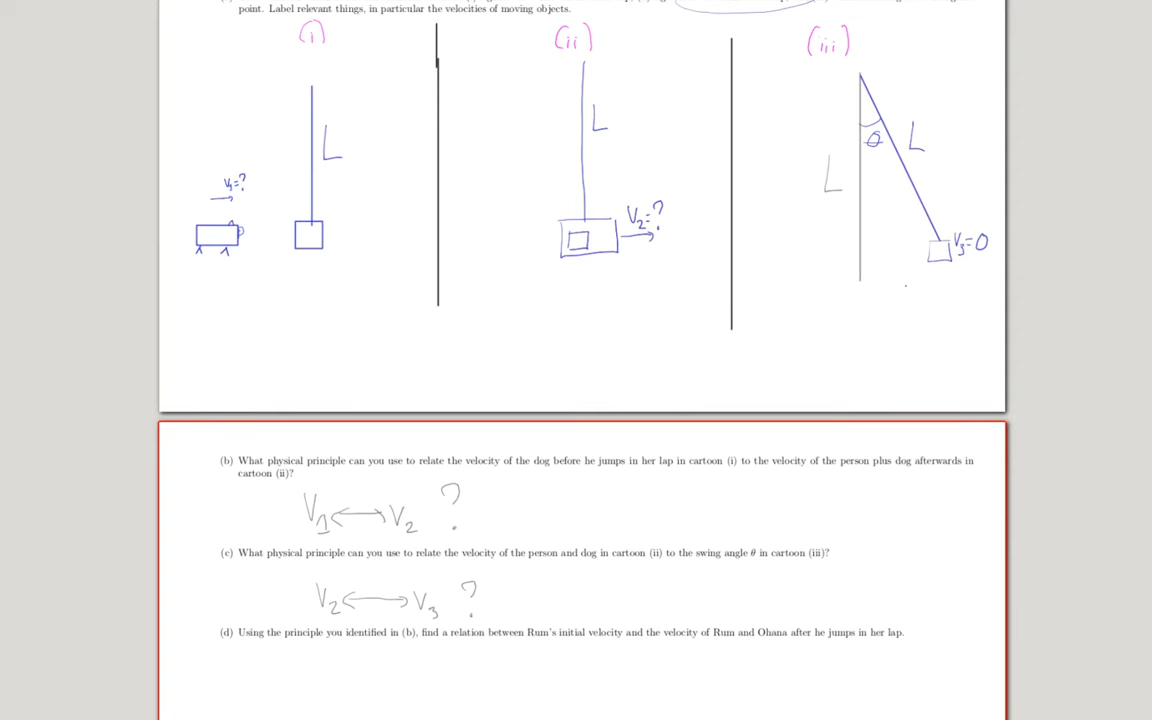 point. Label relevant things, in particular the velocities of moving objects.
(i)
(ii)
(iii)
L
V₁=?
L
V₂=?
L
θ
L
V₃=0
(b) What physical principle can you use to relate the velocity of the dog before he jumps in her lap in cartoon (i) to the velocity of the person plus dog afterwards in
cartoon (ii)?
V₁ ⟷ V₂ ?
(c) What physical principle can you use to relate the velocity of the person and dog in cartoon (ii) to the swing angle θ in cartoon (iii)?
V₂ ⟷ V₃ ?
(d) Using the principle you identified in (b), find a relation between Rum's initial velocity and the velocity of Rum and Ohana after he jumps in her lap.